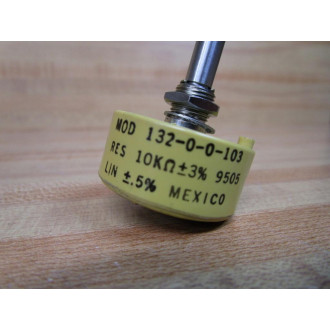 MOD 132-0-0-103
RES 10KΩ±3% 9505
LIN ±.5% MEXICO